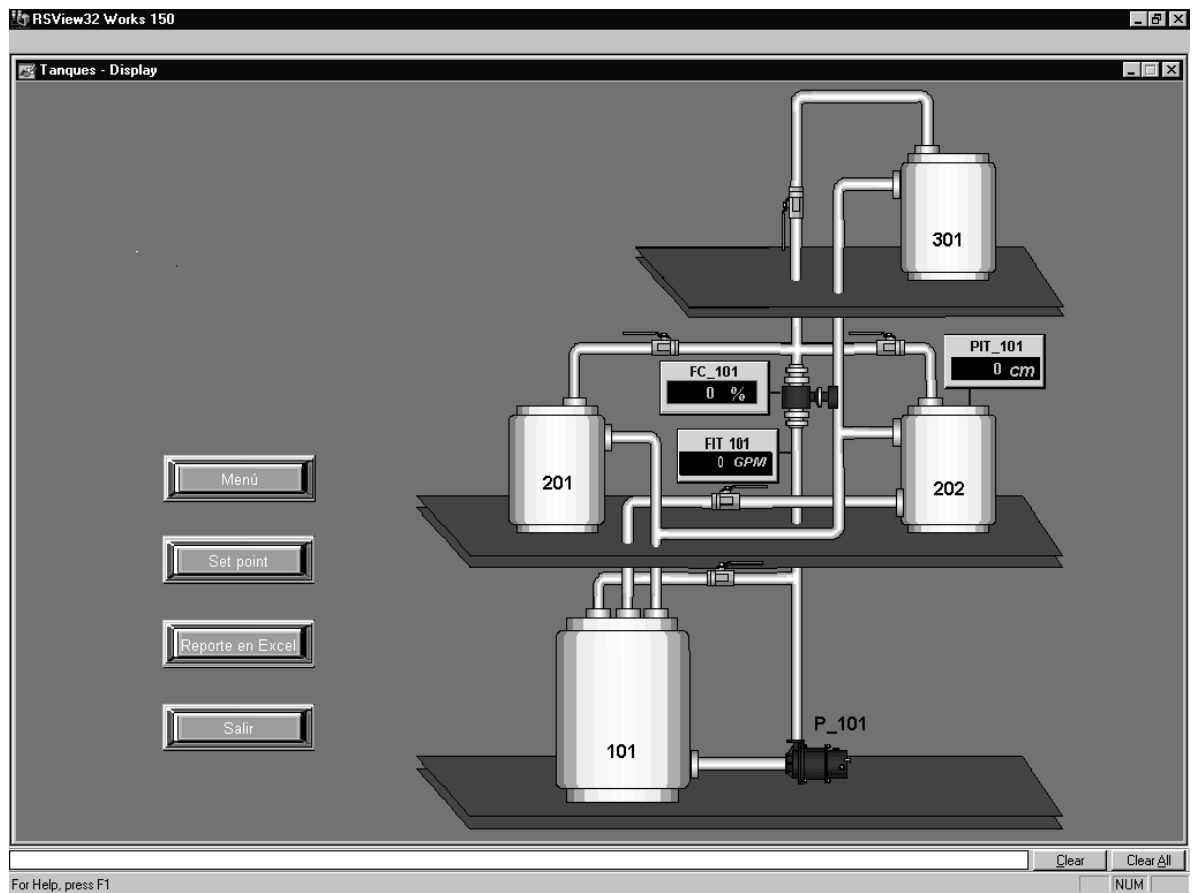 RSView32 Works 150
Tanques - Display
301
PIT_101
0 cm
FC_101
0 %
FIT 101
0 GPM
201
202
Menú
Set point
Reporte en Excel
Salir
P_101
101
Clear
Clear All
For Help, press F1
NUM